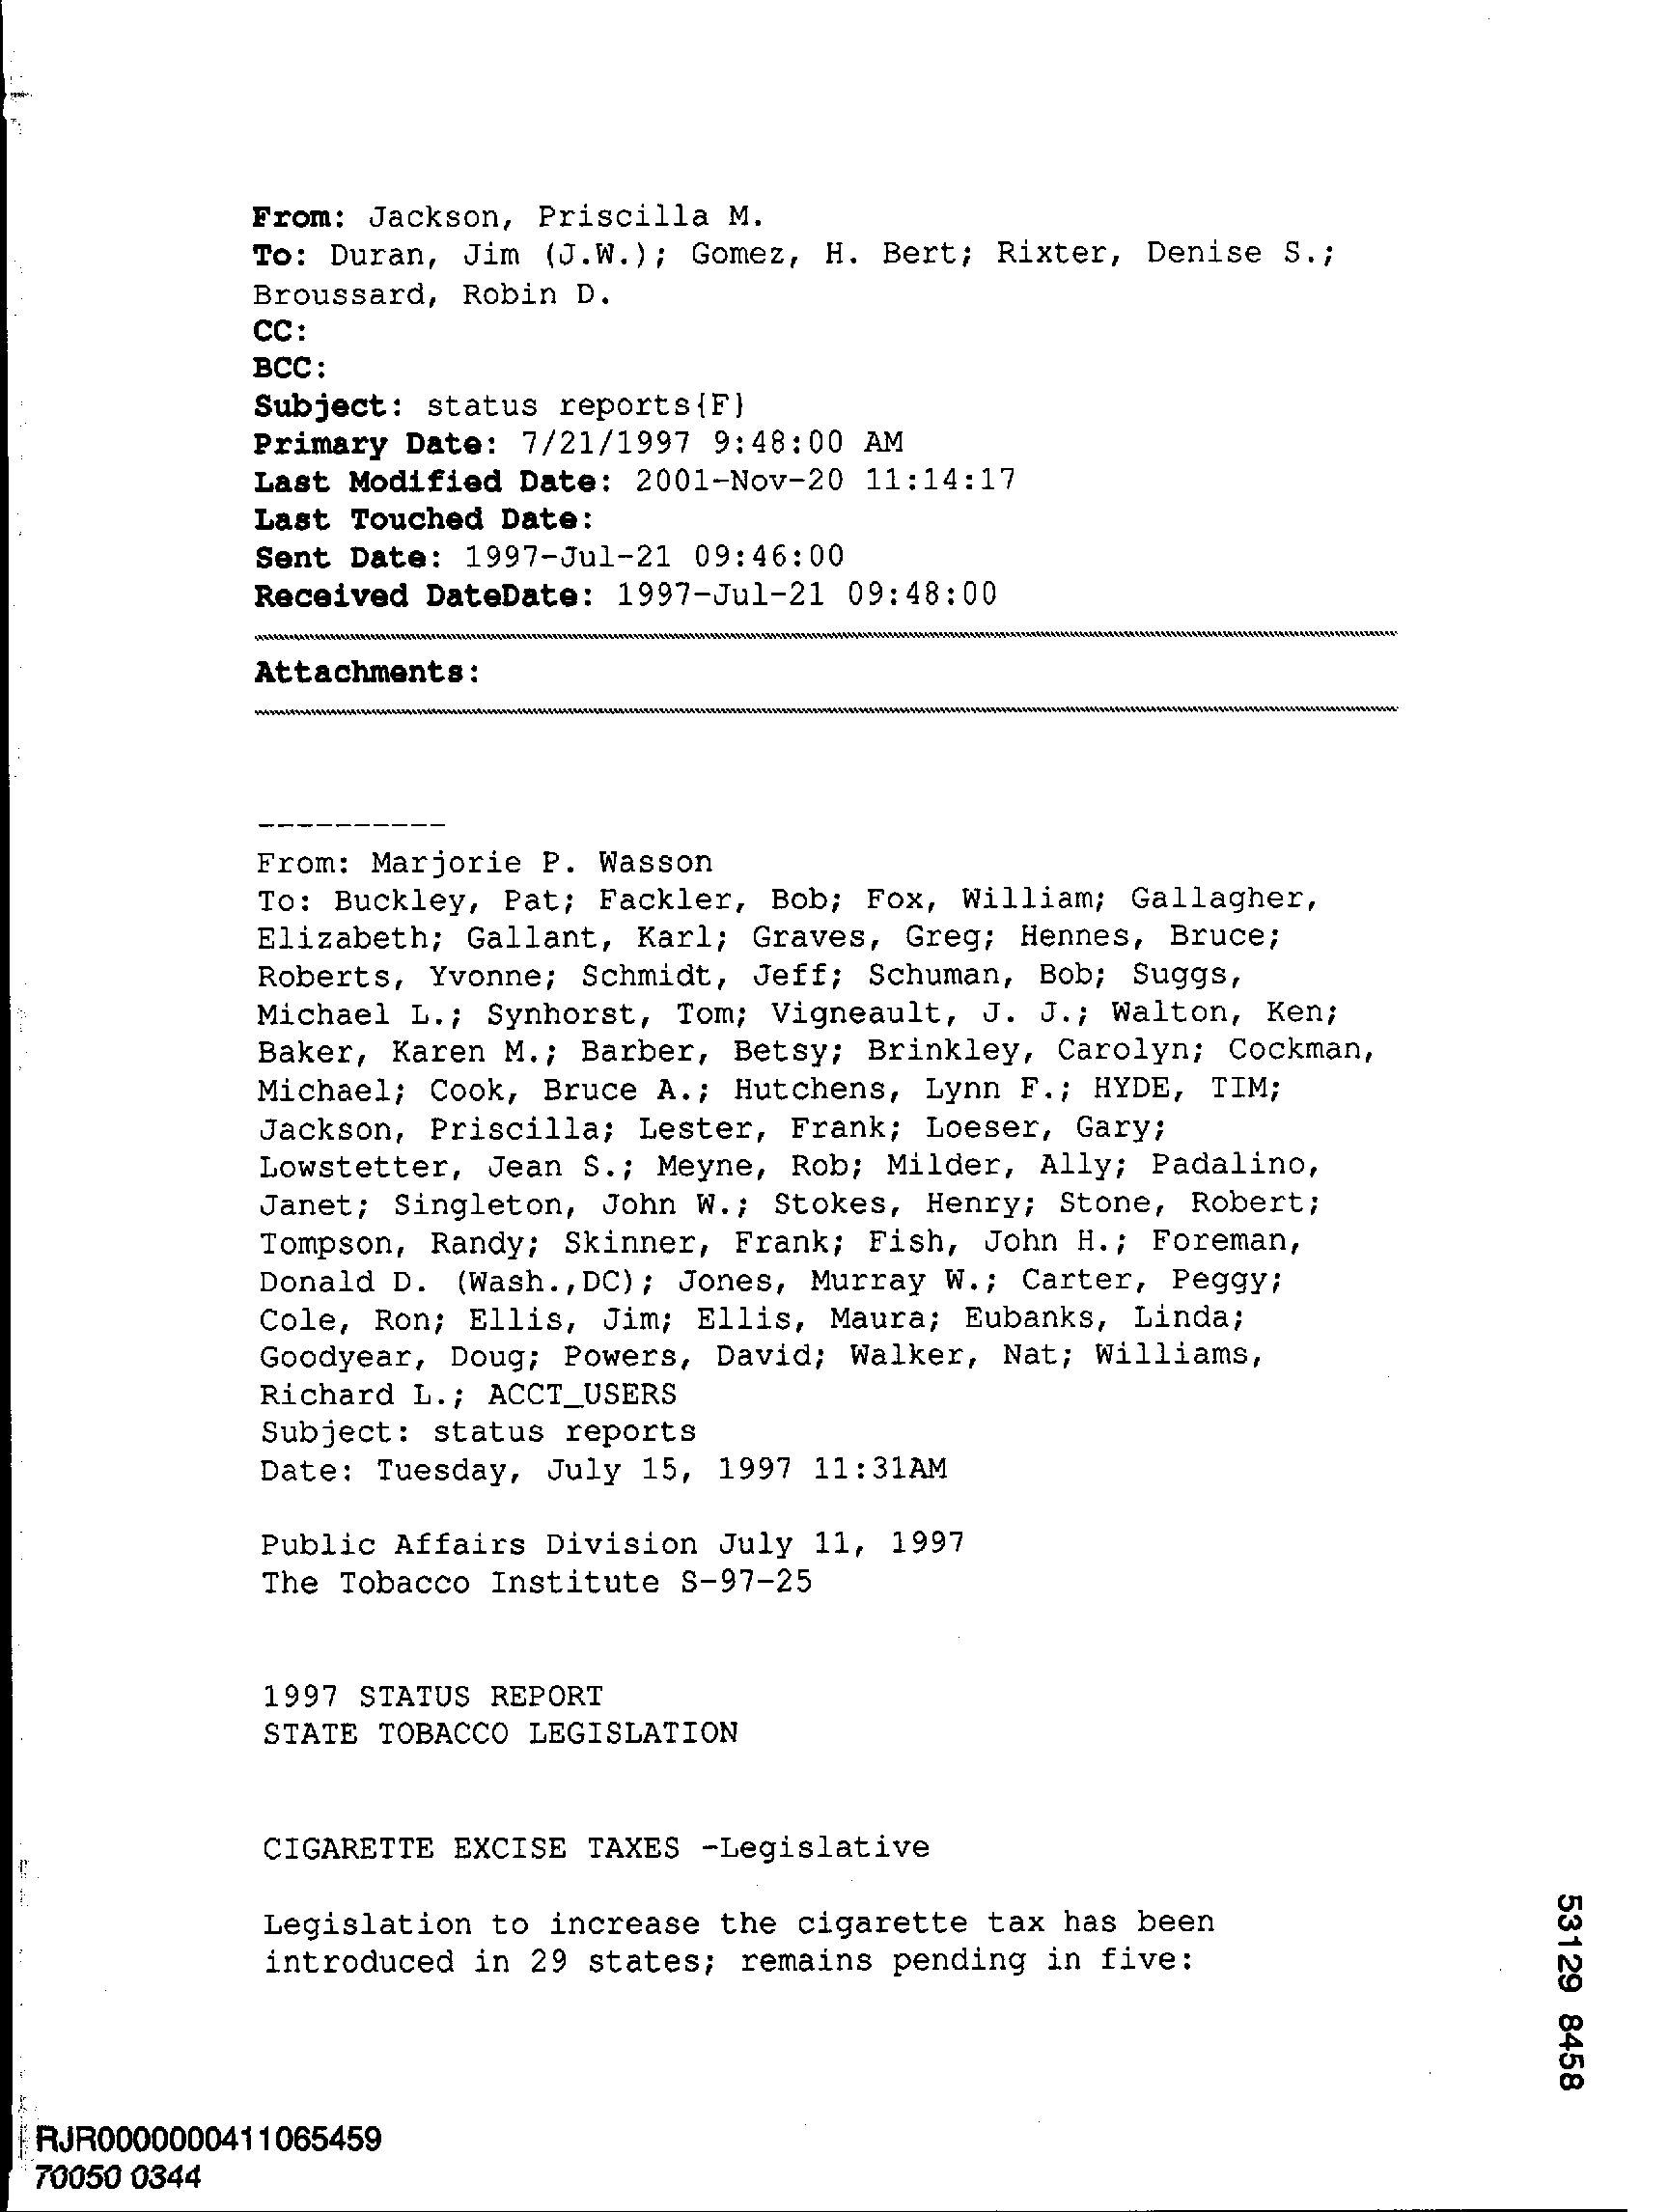 From: Jackson, Priscilla M.
To: Duran, Jim (J.W.); Gomez, H. Bert; Rixter, Denise S.;
Broussard, Robin D.
CC:
BCC:
Subject: status reports{F}
Primary Date: 7/21/1997 9:48:00 AM
Last Modified Date: 2001-Nov-20 11:14:17
Last Touched Date:
Sent Date: 1997-Jul-21 09:46:00
Received DateDate: 1997-Jul-21 09:48:00
Attachments:
----------
From: Marjorie P. Wasson
To: Buckley, Pat; Fackler, Bob; Fox, William; Gallagher,
Elizabeth; Gallant, Karl; Graves, Greg; Hennes, Bruce;
Roberts, Yvonne; Schmidt, Jeff; Schuman, Bob; Suggs,
Michael L.; Synhorst, Tom; Vigneault, J. J.; Walton, Ken;
Baker, Karen M.; Barber, Betsy; Brinkley, Carolyn; Cockman,
Michael; Cook, Bruce A.; Hutchens, Lynn F.; HYDE, TIM;
Jackson, Priscilla; Lester, Frank; Loeser, Gary;
Lowstetter, Jean S.; Meyne, Rob; Milder, Ally; Padalino,
Janet; Singleton, John W.; Stokes, Henry; Stone, Robert;
Tompson, Randy; Skinner, Frank; Fish, John H.; Foreman,
Donald D. (Wash.,DC); Jones, Murray W.; Carter, Peggy;
Cole, Ron; Ellis, Jim; Ellis, Maura; Eubanks, Linda;
Goodyear, Doug; Powers, David; Walker, Nat; Williams,
Richard L.; ACCT_USERS
Subject: status reports
Date: Tuesday, July 15, 1997 11:31AM
Public Affairs Division July 11, 1997
The Tobacco Institute S-97-25
1997 STATUS REPORT
STATE TOBACCO LEGISLATION
CIGARETTE EXCISE TAXES -Legislative
Legislation to increase the cigarette tax has been
introduced in 29 states; remains pending in five:
53129 8458
RJR0000000411065459
70050 0344